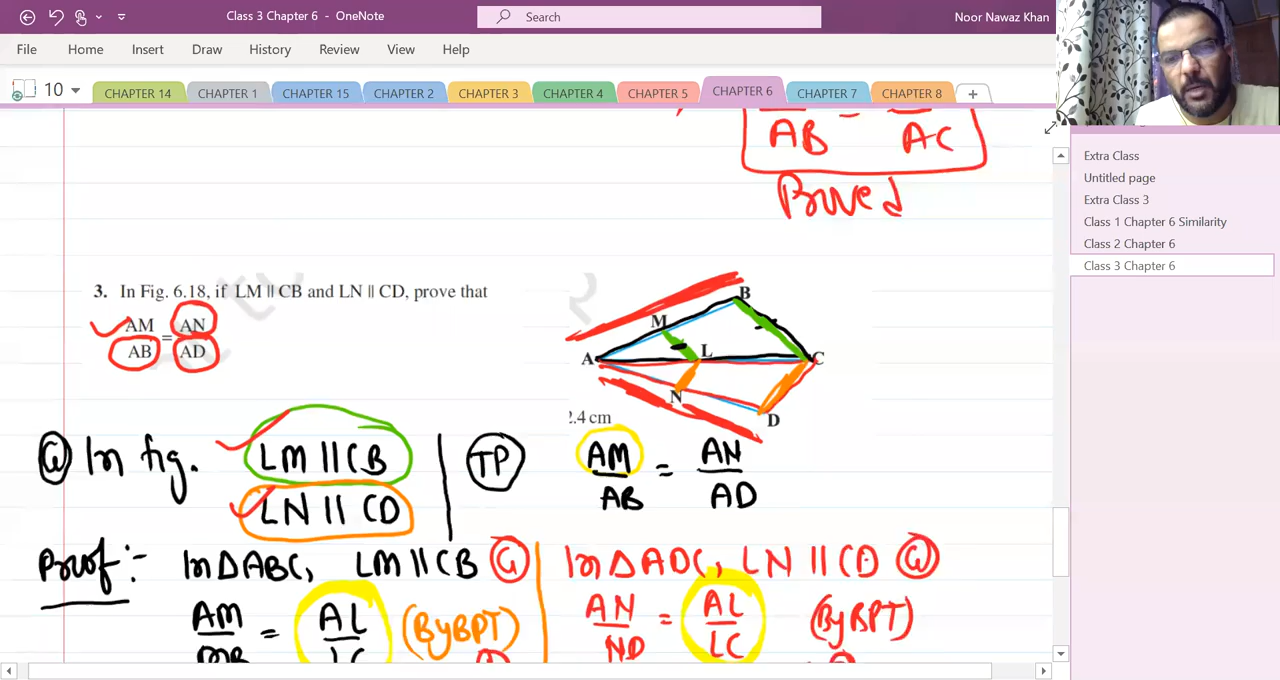 Class 3 Chapter 6 - OneNote
Search
Noor Nawaz Khan
File Home Insert Draw History Review View Help
10 CHAPTER 14 CHAPTER 1 CHAPTER 15 CHAPTER 2 CHAPTER 3 CHAPTER 4 CHAPTER 5 CHAPTER 6 CHAPTER 7 CHAPTER 8 +
Extra Class
Untitled page
Extra Class 3
Class 1 Chapter 6 Similarity
Class 2 Chapter 6
Class 3 Chapter 6
AB = AC
Proved
3. In Fig. 6.18, if LM || CB and LN || CD, prove that
AM/AB = AN/AD
B
M
A L C
N
D
2.4 cm
G In fig. LM || CB
LN || CD
TP AM/AB = AN/AD
Proof:- In Δ ABC, LM || CB G
AM/MB = AL/LC (By BPT)
In Δ ADC, LN || CD G
AN/ND = AL/LC (By BPT)